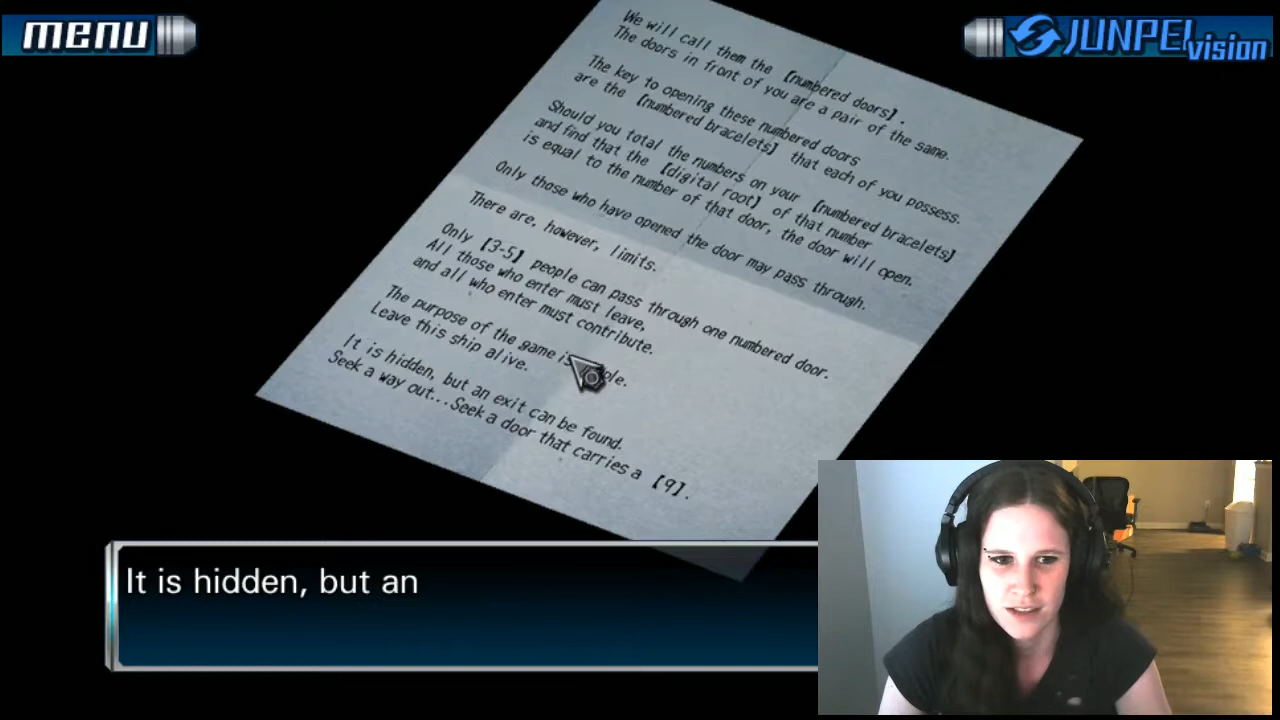 menu
JUNPEI
vision
We will call them the [numbered doors].
The doors in front of you are a pair of the same.
The key to opening these numbered doors
are the [numbered bracelets] that each of you possess.
Should you total the numbers on your [numbered bracelets]
and find that the [digital root] of that number
is equal to the number of that door, the door will open.
Only those who have opened the door may pass through.
There are, however, limits.
Only [3-5] people can pass through one numbered door.
All those who enter must leave,
and all who enter must contribute.
The purpose of the game is
Leave this ship alive.
It is hidden, but an exit can be found.
Seek a way out...Seek a door that carries a [9].
It is hidden, but an